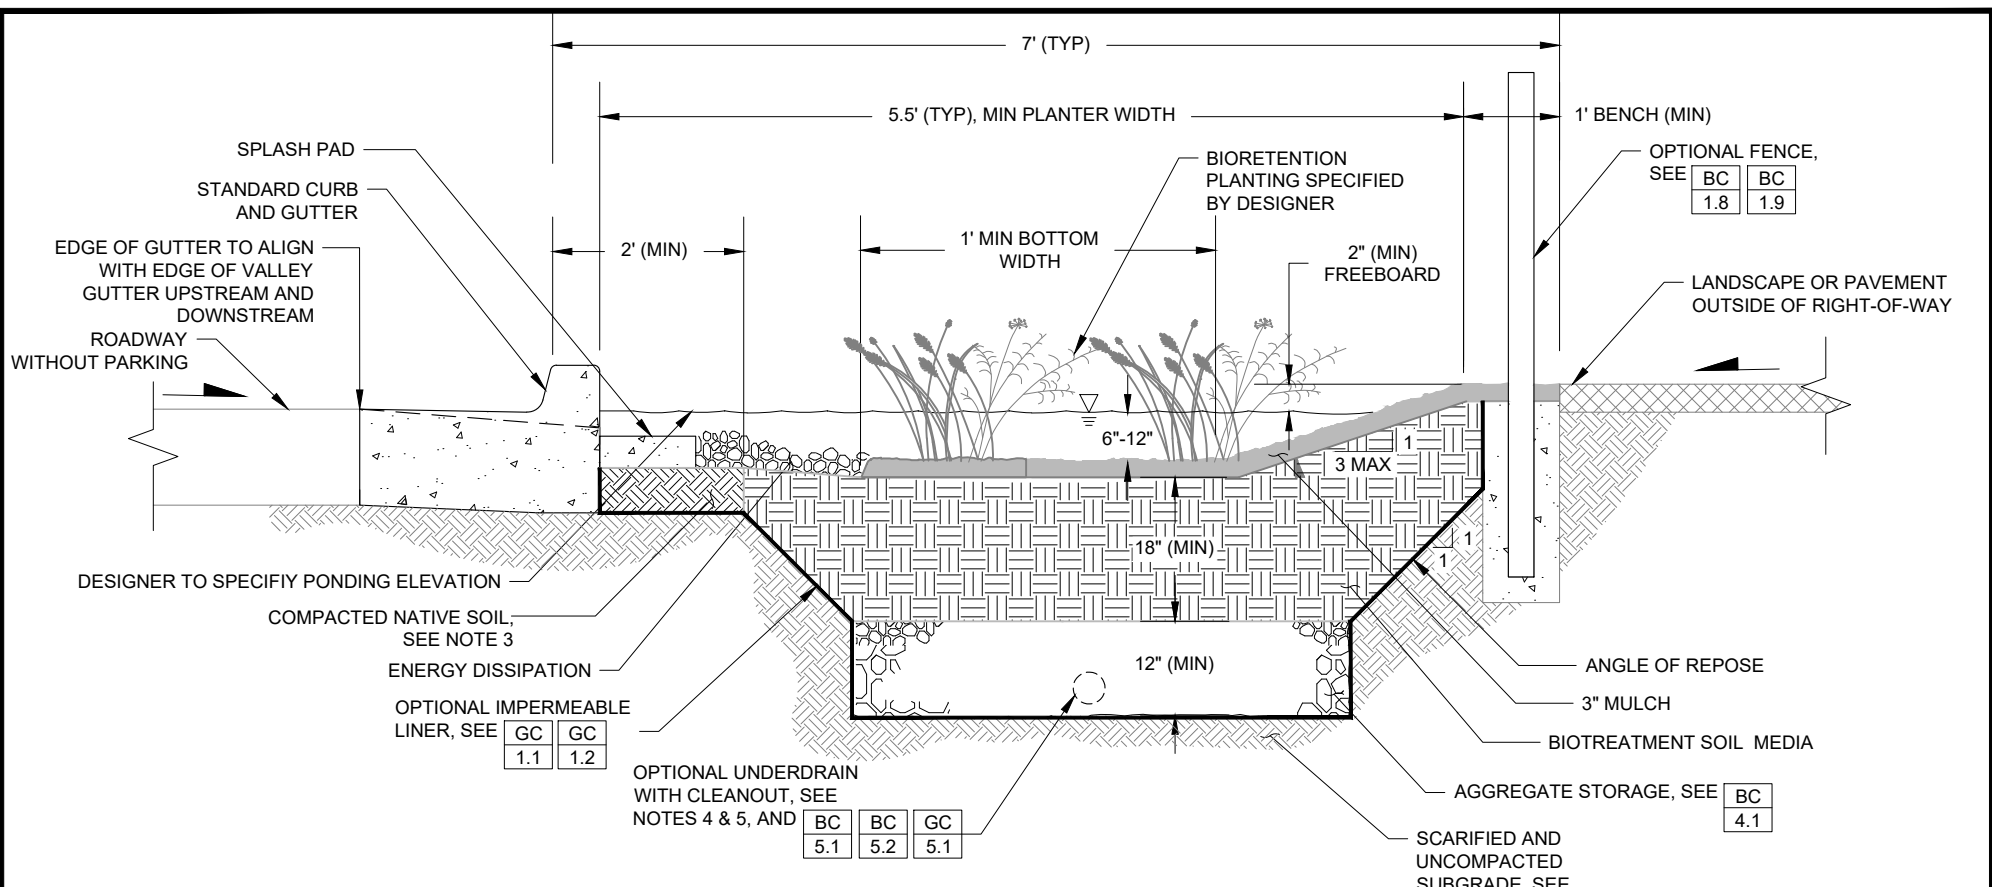 7' (TYP)
5.5' (TYP), MIN PLANTER WIDTH
1' BENCH (MIN)
SPLASH PAD
STANDARD CURB
AND GUTTER
EDGE OF GUTTER TO ALIGN
WITH EDGE OF VALLEY
GUTTER UPSTREAM AND
DOWNSTREAM
ROADWAY
WITHOUT PARKING
2' (MIN)
1' MIN BOTTOM
WIDTH
BIORETENTION
PLANTING SPECIFIED
BY DESIGNER
2" (MIN)
FREEBOARD
OPTIONAL FENCE,
SEE BC BC
1.8 1.9
LANDSCAPE OR PAVEMENT
OUTSIDE OF RIGHT-OF-WAY
6"-12"
1
3 MAX
18" (MIN)
1
1
12" (MIN)
DESIGNER TO SPECIFIY PONDING ELEVATION
COMPACTED NATIVE SOIL,
SEE NOTE 3
ENERGY DISSIPATION
OPTIONAL IMPERMEABLE
LINER, SEE GC GC
1.1 1.2
OPTIONAL UNDERDRAIN
WITH CLEANOUT, SEE
NOTES 4 & 5, AND BC BC GC
5.1 5.2 5.1
ANGLE OF REPOSE
3" MULCH
BIOTREATMENT SOIL MEDIA
AGGREGATE STORAGE, SEE BC
4.1
SCARIFIED AND
UNCOMPACTED
SUBGRADE, SEE